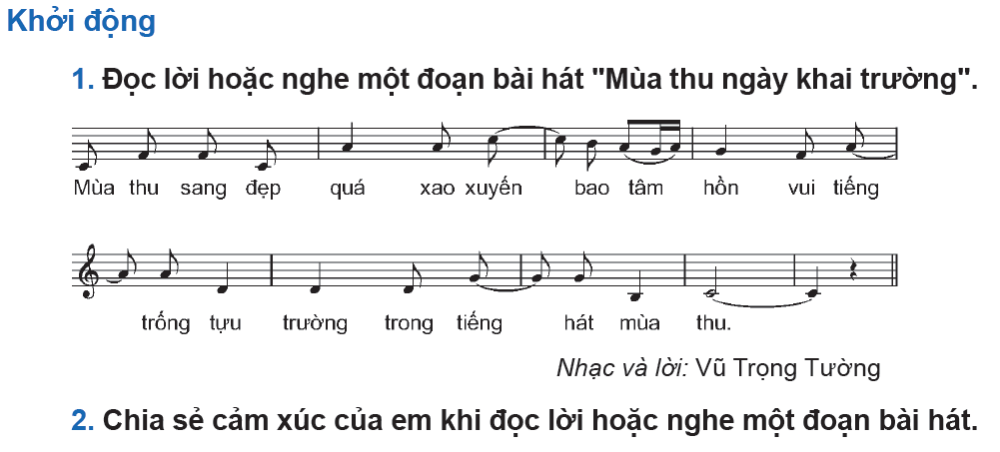 Khởi động
1. Đọc lời hoặc nghe một đoạn bài hát "Mùa thu ngày khai trường".
Mùa thu sang đẹp quá xao xuyến bao tâm hồn vui tiếng
trống tựu trường trong tiếng hát mùa thu.
Nhạc và lời: Vũ Trọng Tường
2. Chia sẻ cảm xúc của em khi đọc lời hoặc nghe một đoạn bài hát.